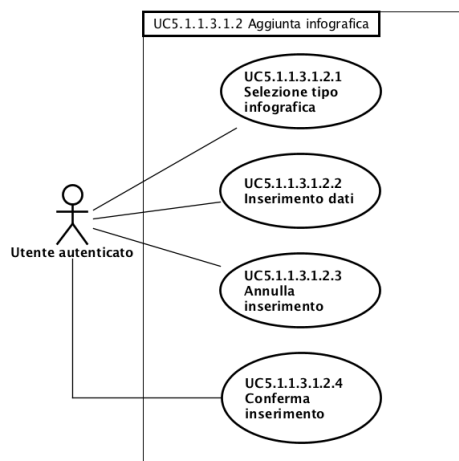 UC5.1.1.3.1.2 Aggiunta infografica
UC5.1.1.3.1.2.1
Selezione tipo
infografica
UC5.1.1.3.1.2.2
Inserimento dati
Utente autenticato
UC5.1.1.3.1.2.3
Annulla
inserimento
UC5.1.1.3.1.2.4
Conferma
inserimento